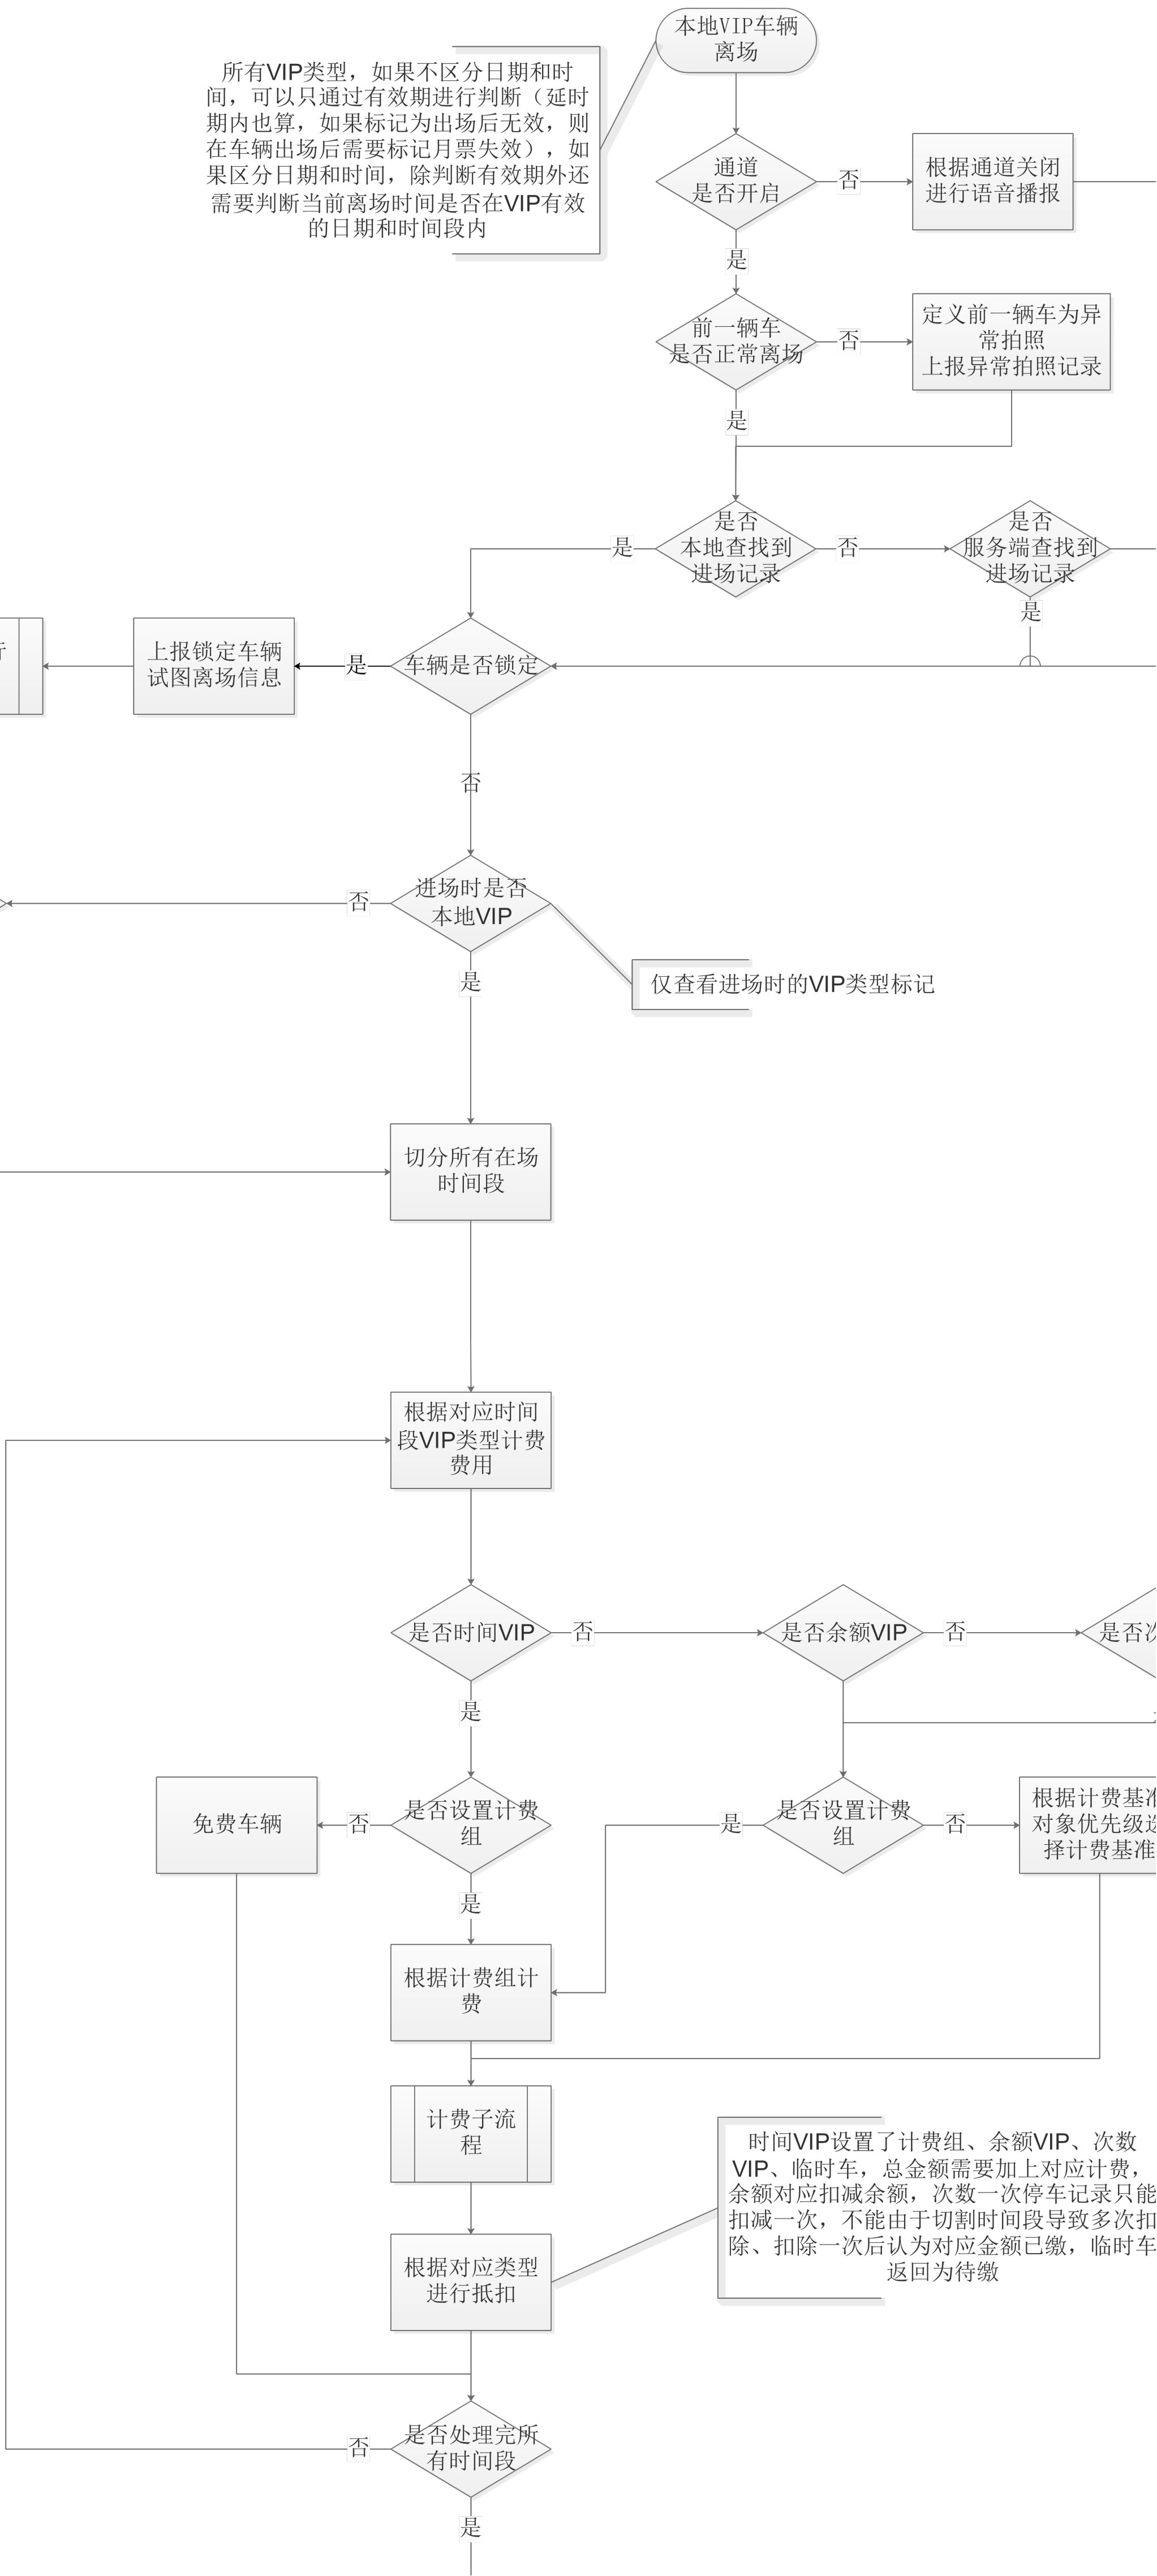 本地VIP车辆
离场
所有VIP类型，如果不区分日期和时
间，可以只通过有效期进行判断（延时
期内也算，如果标记为出场后无效，则
在车辆出场后需要标记月票失效），如
果区分日期和时间，除判断有效期外还
需要判断当前离场时间是否在VIP有效
的日期和时间段内
通道
是否开启
否
根据通道关闭
进行语音播报
是
前一辆车
是否正常离场
否
定义前一辆车为异
常拍照
上报异常拍照记录
是
是
是否
本地查找到
进场记录
否
是否
服务端查找到
进场记录
是
上报锁定车辆
试图离场信息
是
车辆是否锁定
否
否
进场时是否
本地VIP
是
仅查看进场时的VIP类型标记
切分所有在场
时间段
根据对应时间
段VIP类型计费
费用
是否时间VIP
否
是否余额VIP
否
是否
是
免费车辆
否
是否设置计费
组
是
是否设置计费
组
否
根据计费基准
对象优先级选
择计费基准
是
根据计费组计
费
计费子流
程
时间VIP设置了计费组、余额VIP、次数
VIP、临时车，总金额需要加上对应计费，
余额对应扣减余额，次数一次停车记录只能
扣减一次，不能由于切割时间段导致多次扣
除、扣除一次后认为对应金额已缴，临时车
返回为待缴
根据对应类型
进行抵扣
否
是否处理完所
有时间段
是